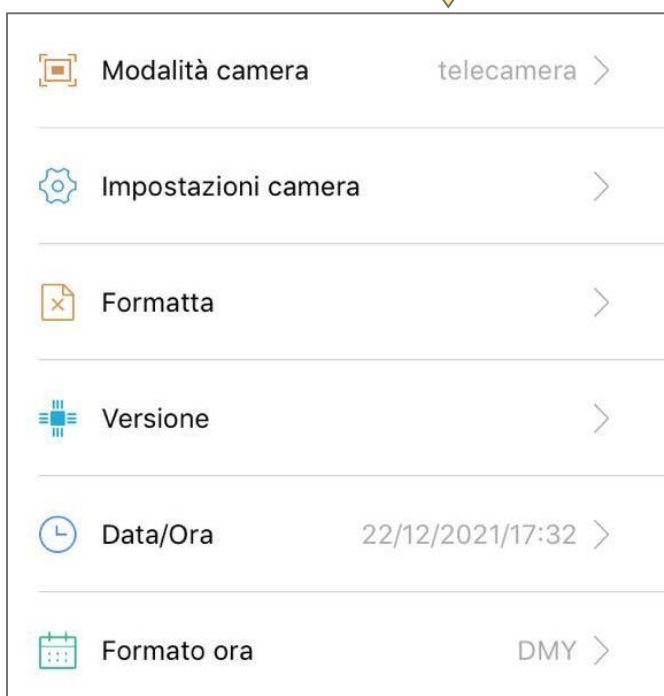 Modalità camera telecamera
Impostazioni camera
Formatta
Versione
Data/Ora 22/12/2021/17:32
Formato ora DMY